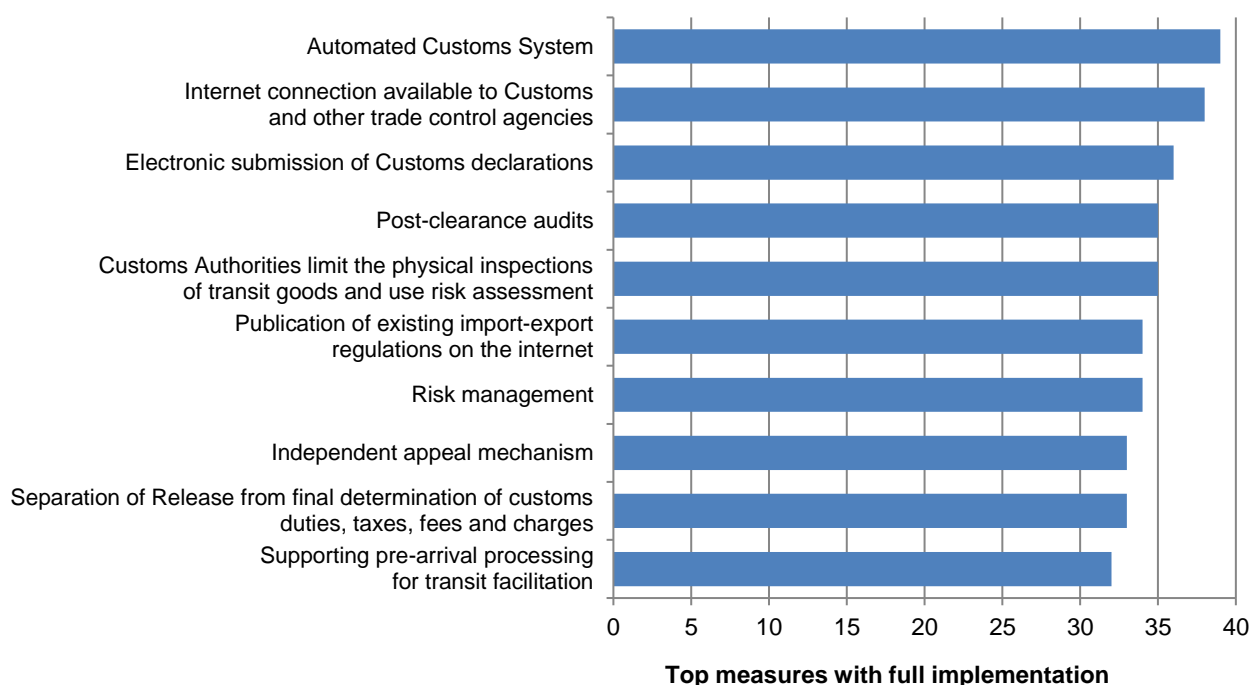 Automated Customs System
Internet connection available to Customs
and other trade control agencies
Electronic submission of Customs declarations
Post-clearance audits
Customs Authorities limit the physical inspections
of transit goods and use risk assessment
Publication of existing import-export
regulations on the internet
Risk management
Independent appeal mechanism
Separation of Release from final determination of customs
duties, taxes, fees and charges
Supporting pre-arrival processing
for transit facilitation
0 5 10 15 20 25 30 35 40
Top measures with full implementation